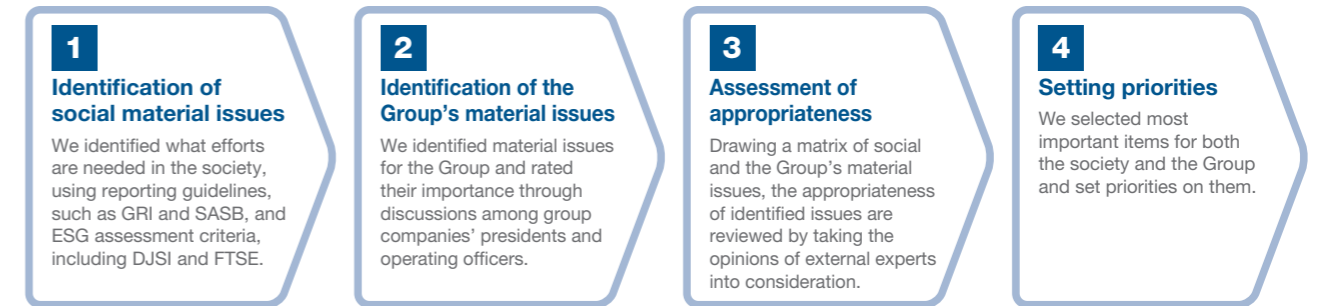 1
Identification of
social material issues
We identified what efforts
are needed in the society,
using reporting guidelines,
such as GRI and SASB, and
ESG assessment criteria,
including DJSI and FTSE.
2
Identification of the
Group’s material issues
We identified material issues
for the Group and rated
their importance through
discussions among group
companies’ presidents and
operating officers.
3
Assessment of
appropriateness
Drawing a matrix of social
and the Group’s material
issues, the appropriateness
of identified issues are
reviewed by taking the
opinions of external experts
into consideration.
4
Setting priorities
We selected most
important items for both
the society and the Group
and set priorities on them.